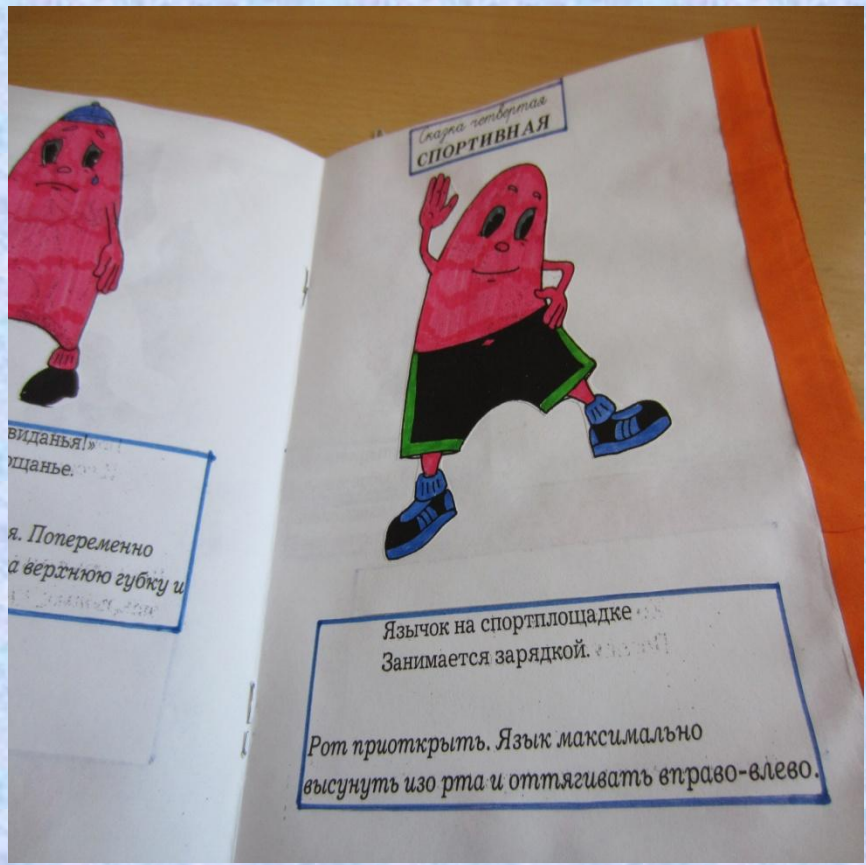 виданья!»
ощанье.
я. Попеременно
а верхнюю губку и
Сказка четвертая
СПОРТИВНАЯ
Язычок на спортплощадке
Занимается зарядкой.
Рот приоткрыть. Язык максимально
высунуть изо рта и оттягивать вправо-влево.